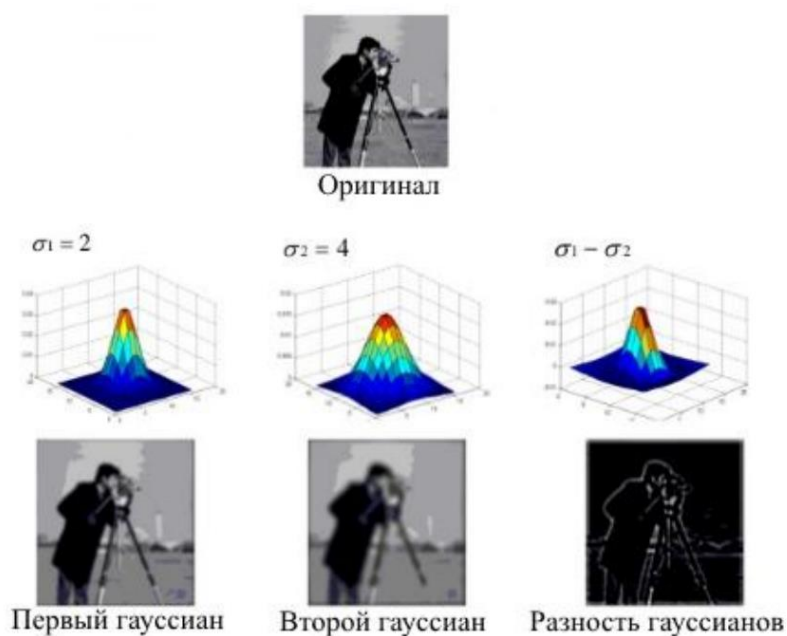 Оригинал
σ1 = 2
σ2 = 4
σ1 − σ2
Первый гауссиан
Второй гауссиан
Разность гауссианов